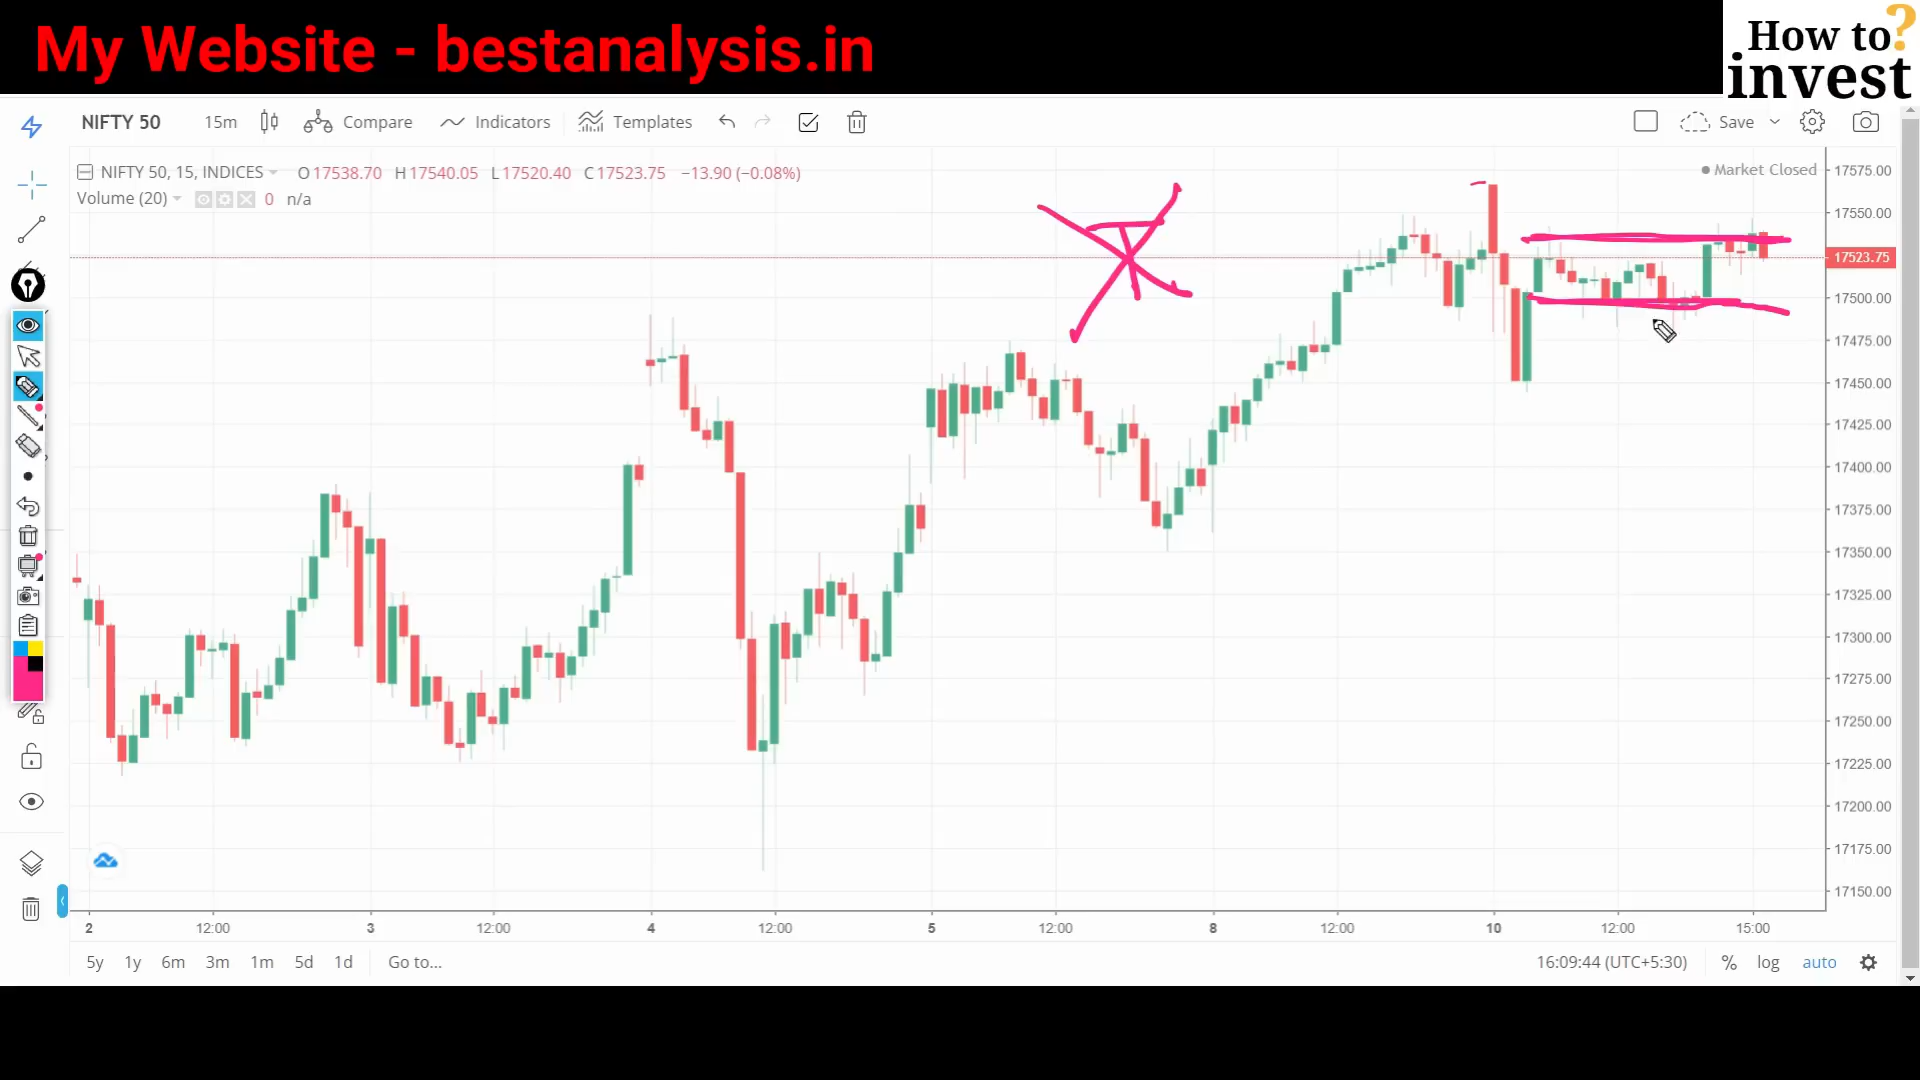 My Website - bestanalysis.in
How to?
invest
NIFTY 50 15m Compare Indicators Templates Save
NIFTY 50, 15, INDICES O17538.70 H17540.05 L17520.40 C17523.75 −13.90 (−0.08%)
Market Closed
Volume (20) 0 n/a
17575.00
17550.00
17523.75
17500.00
17475.00
17450.00
17425.00
17400.00
17375.00
17350.00
17325.00
17300.00
17275.00
17250.00
17225.00
17200.00
17175.00
17150.00
2 12:00 3 12:00 4 12:00 5 12:00 8 12:00 10 12:00 15:00
5y 1y 6m 3m 1m 5d 1d Go to... 16:09:44 (UTC+5:30) % log auto